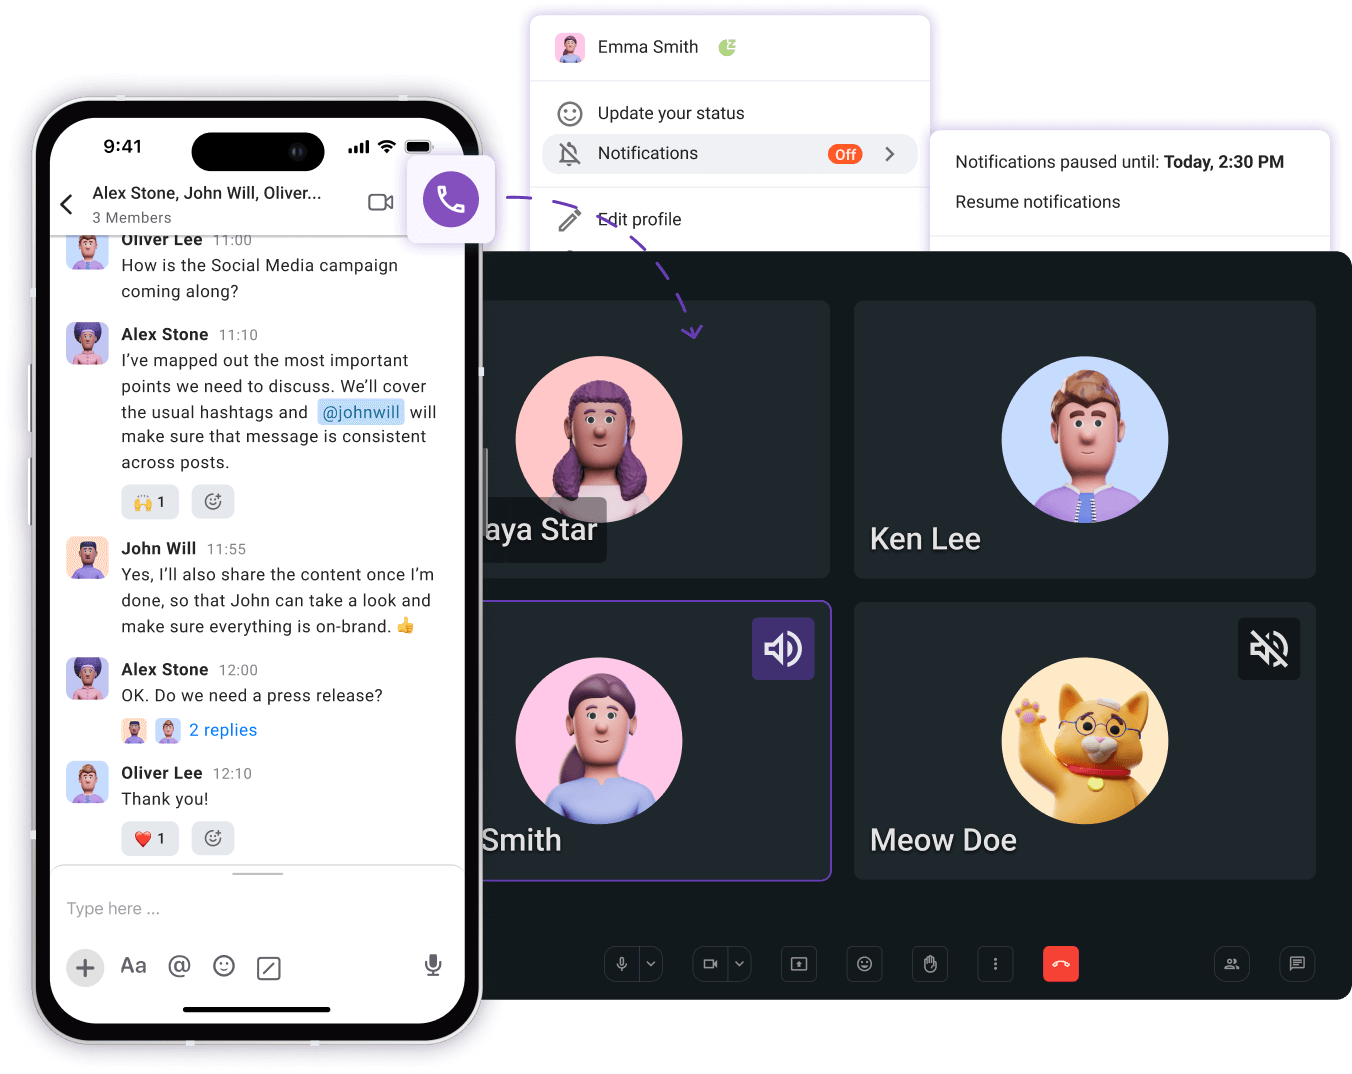 Emma Smith
Update your status
Notifications
Off
Edit profile
Notifications paused until: Today, 2:30 PM
Resume notifications
9:41
Alex Stone, John Will, Oliver...
3 Members
Oliver Lee 11:00
How is the Social Media campaign
coming along?
Alex Stone 11:10
I've mapped out the most important
points we need to discuss. We'll cover
the usual hashtags and @johnwill will
make sure that message is consistent
across posts.
🙌 1
John Will 11:55
Yes, I'll also share the content once I'm
done, so that John can take a look and
make sure everything is on-brand. 👍
Alex Stone 12:00
OK. Do we need a press release?
2 replies
Oliver Lee 12:10
Thank you!
❤️ 1
Type here ...
Aa @
aya Star
Ken Lee
Smith
Meow Doe